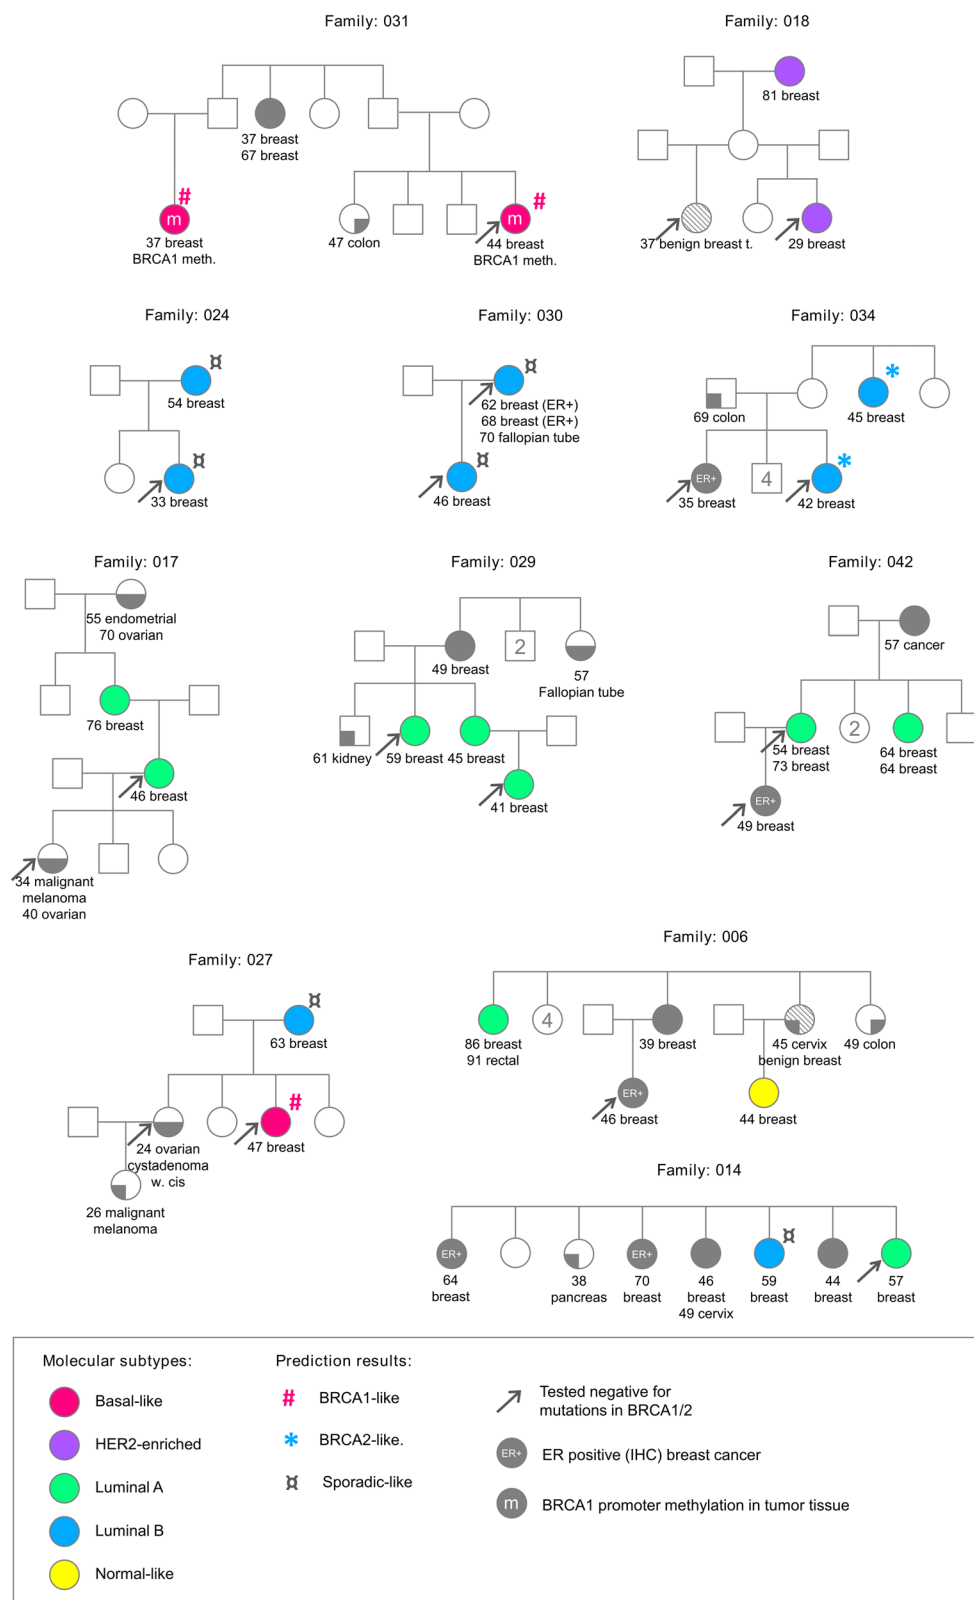 Family: 031
37 breast
67 breast
#
m
37 breast
BRCA1 meth.
47 colon
#
m
44 breast
BRCA1 meth.
Family: 018
81 breast
37 benign breast t.
29 breast
Family: 024
¤
54 breast
¤
33 breast
Family: 030
¤
62 breast (ER+)
68 breast (ER+)
70 fallopian tube
¤
46 breast
Family: 034
*
69 colon
45 breast
*
ER+
4
35 breast
42 breast
Family: 017
55 endometrial
70 ovarian
76 breast
46 breast
34 malignant
melanoma
40 ovarian
Family: 029
2
49 breast
57
Fallopian tube
61 kidney
59 breast
45 breast
41 breast
Family: 042
57 cancer
2
54 breast
73 breast
64 breast
64 breast
ER+
49 breast
Family: 027
¤
63 breast
#
24 ovarian
cystadenoma
w. cis
47 breast
26 malignant
melanoma
Family: 006
4
86 breast
91 rectal
39 breast
45 cervix
benign breast
49 colon
ER+
46 breast
44 breast
Family: 014
ER+
64
breast
38
pancreas
ER+
70
breast
46
breast
49 cervix
¤
59
breast
44
breast
57
breast
Molecular subtypes:
Basal-like
HER2-enriched
Luminal A
Luminal B
Normal-like
Prediction results:
# BRCA1-like
* BRCA2-like.
¤ Sporadic-like
Tested negative for
mutations in BRCA1/2
ER+ ER positive (IHC) breast cancer
m BRCA1 promoter methylation in tumor tissue